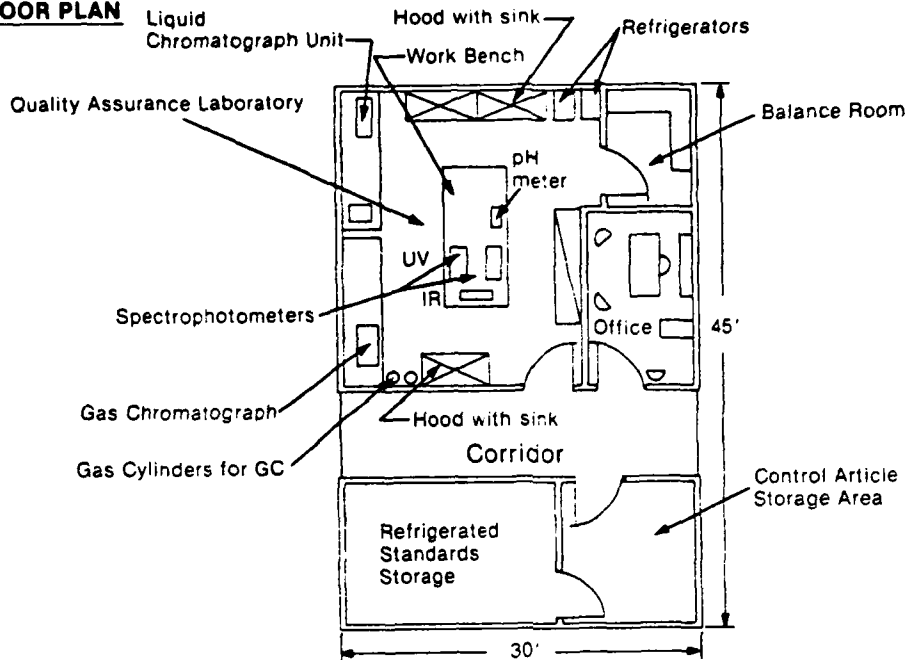 OOR PLAN
Liquid
Chromatograph Unit
Hood with sink
Refrigerators
Work Bench
Quality Assurance Laboratory
Balance Room
pH
meter
UV
IR
Spectrophotometers
Office
45'
Gas Chromatograph
Hood with sink
Gas Cylinders for GC
Corridor
Control Article
Storage Area
Refrigerated
Standards
Storage
30'